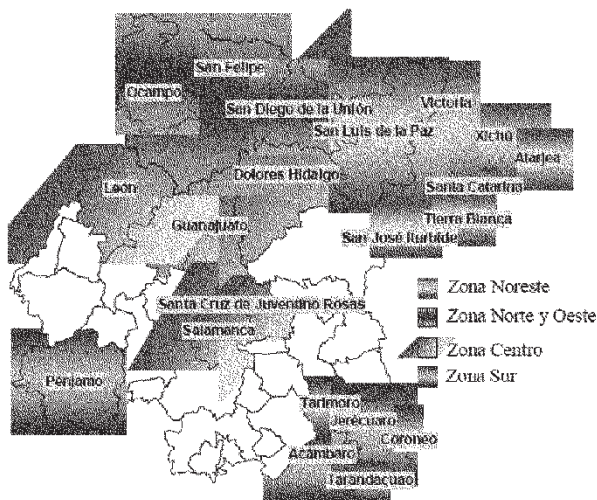 San Felipe
Ocampo
San Diego de la Unión
Victoria
San Luis de la Paz
Xichú
Atarjea
Dolores Hidalgo
León
Santa Catarina
Tierra Blanca
Guanajuato
San José Iturbide
Zona Noreste
Santa Cruz de Juventino Rosas
Zona Norte y Oeste
Salamanca
Zona Centro
Zona Sur
Pénjamo
Tarimoro
Jerécuaro
Coroneo
Acámbaro
Tarandacuao